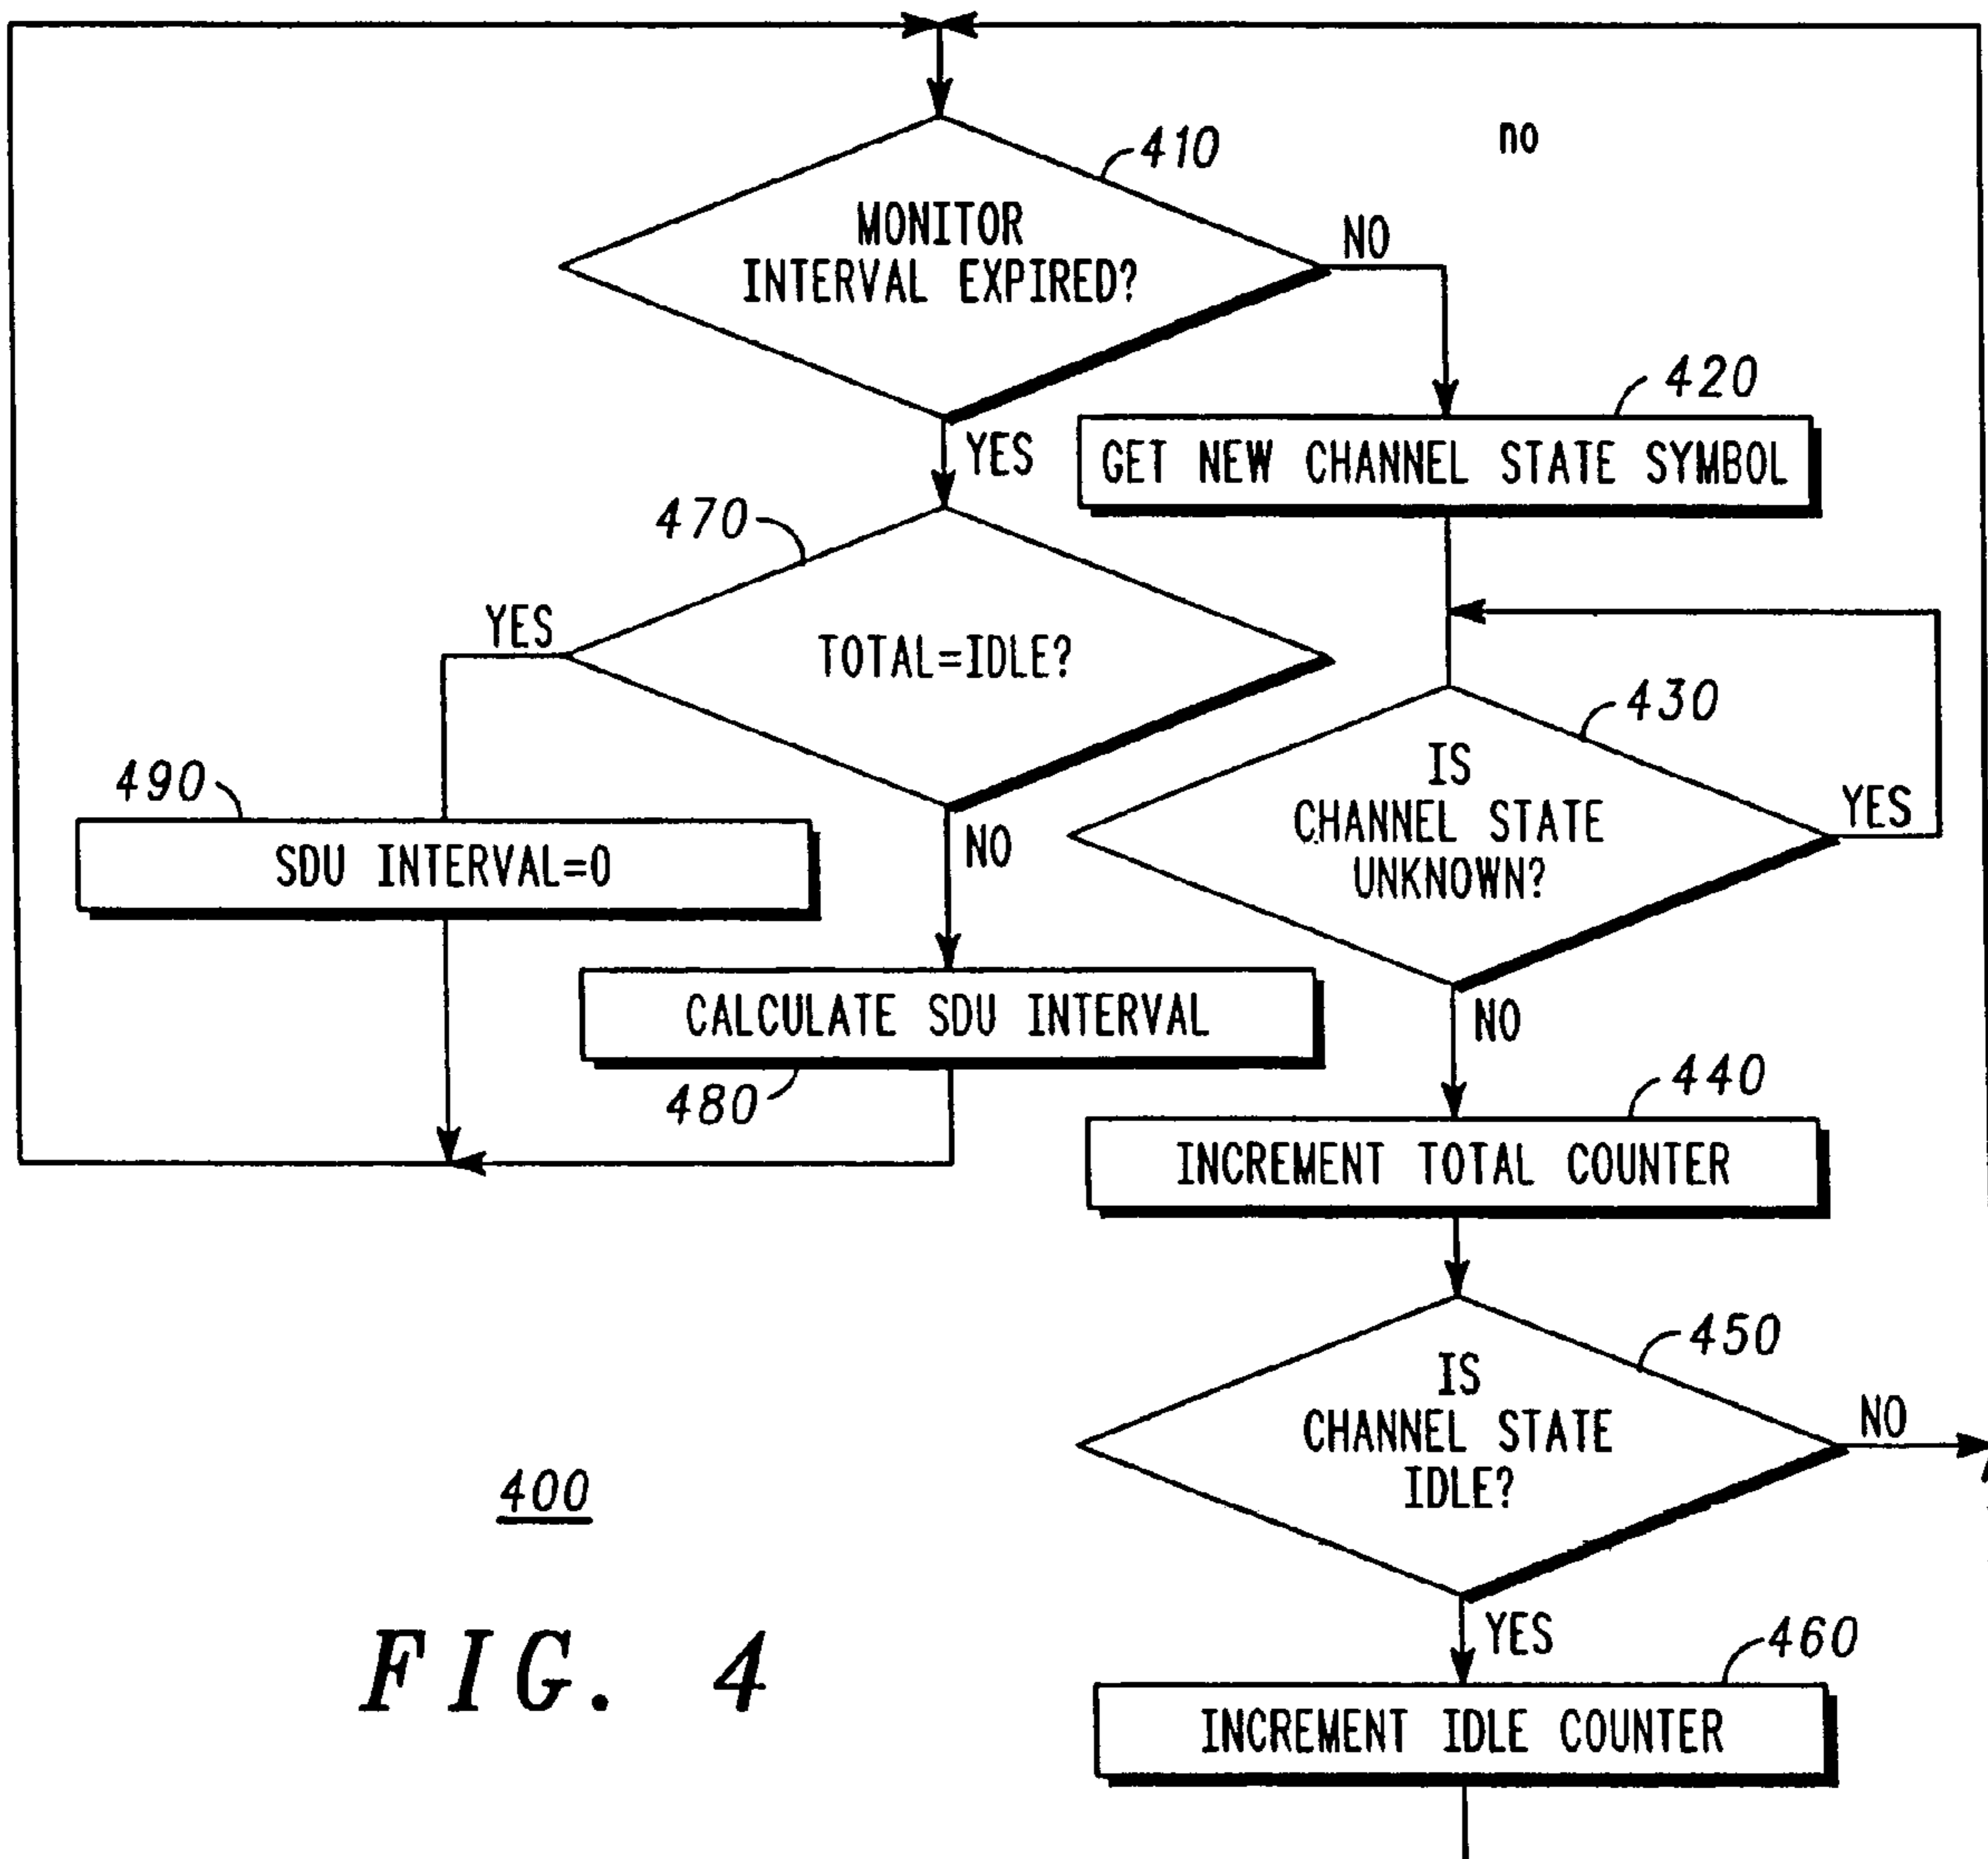 410
no
MONITOR
INTERVAL EXPIRED?
NO
420
YES
GET NEW CHANNEL STATE SYMBOL
470
YES
TOTAL=IDLE?
430
IS
CHANNEL STATE
UNKNOWN?
YES
490
SDU INTERVAL=0
NO
CALCULATE SDU INTERVAL
480
NO
440
INCREMENT TOTAL COUNTER
450
IS
CHANNEL STATE
IDLE?
NO
400
YES
460
FIG. 4
INCREMENT IDLE COUNTER